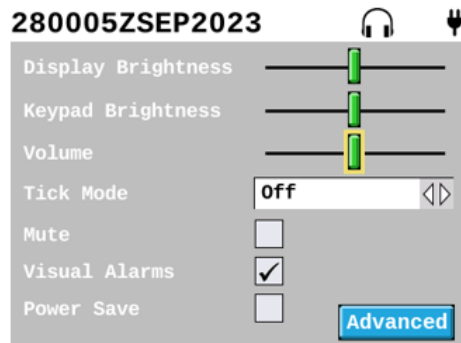 280005ZSEP2023
Display Brightness
Keypad Brightness
Volume
Tick Mode Off
Mute
Visual Alarms
Power Save
Advanced